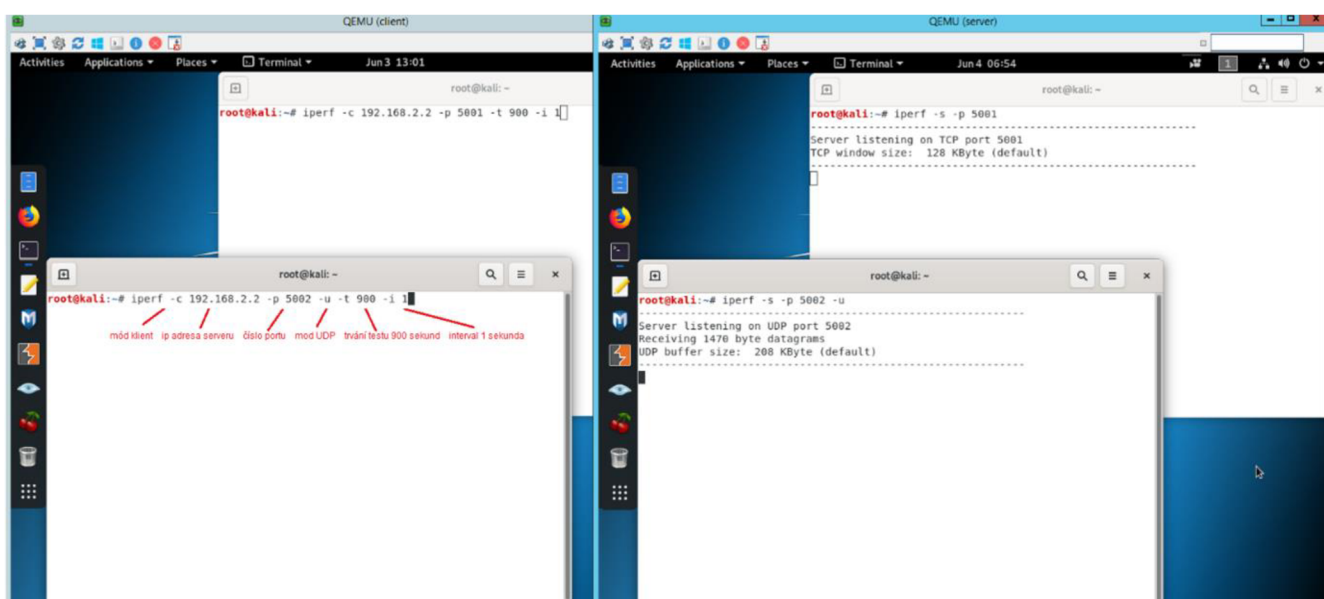 QEMU (client)
Activities Applications Places Terminal Jun 3 13:01
root@kali: ~
root@kali:~# iperf -c 192.168.2.2 -p 5001 -t 900 -i 1
root@kali: ~
root@kali:~# iperf -c 192.168.2.2 -p 5002 -u -t 900 -i 1
mód klient ip adresa serveru číslo portu mod UDP trvání testu 900 sekund interval 1 sekunda
QEMU (server)
Activities Applications Places Terminal Jun 4 06:54 1
root@kali: ~
root@kali:~# iperf -s -p 5001
------------------------------------------------------------
Server listening on TCP port 5001
TCP window size: 128 KByte (default)
------------------------------------------------------------
root@kali: ~
root@kali:~# iperf -s -p 5002 -u
------------------------------------------------------------
Server listening on UDP port 5002
Receiving 1470 byte datagrams
UDP buffer size: 208 KByte (default)
------------------------------------------------------------